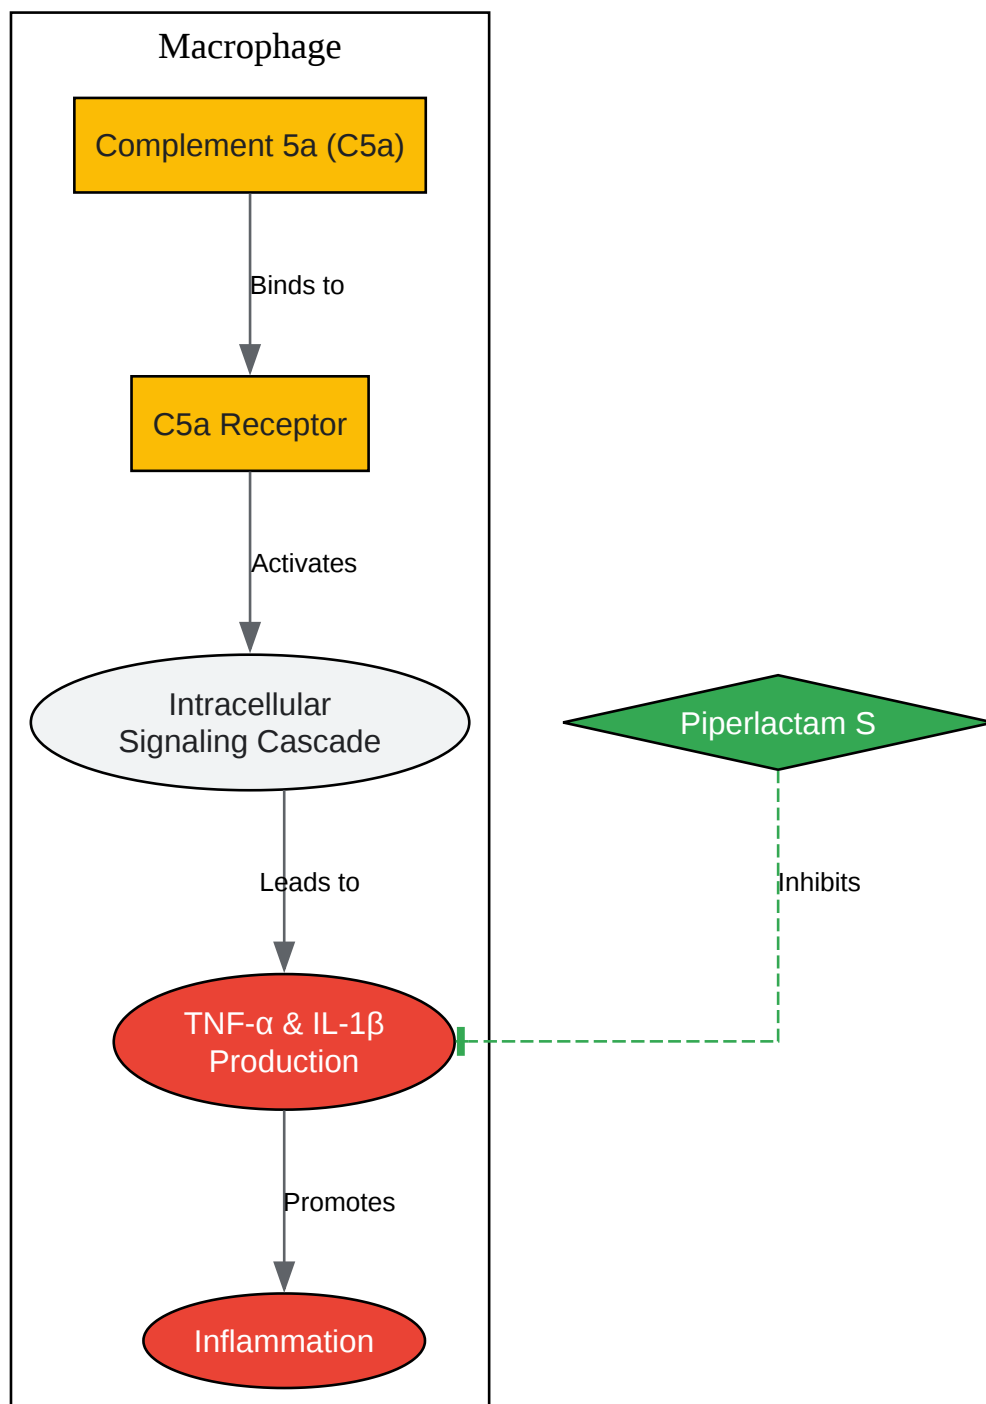 Macrophage
Complement 5a (C5a)
Binds to
C5a Receptor
Activates
Intracellular
Signaling Cascade
Piperlactam S
Leads to
Inhibits
TNF-α & IL-1β
Production
Promotes
Inflammation